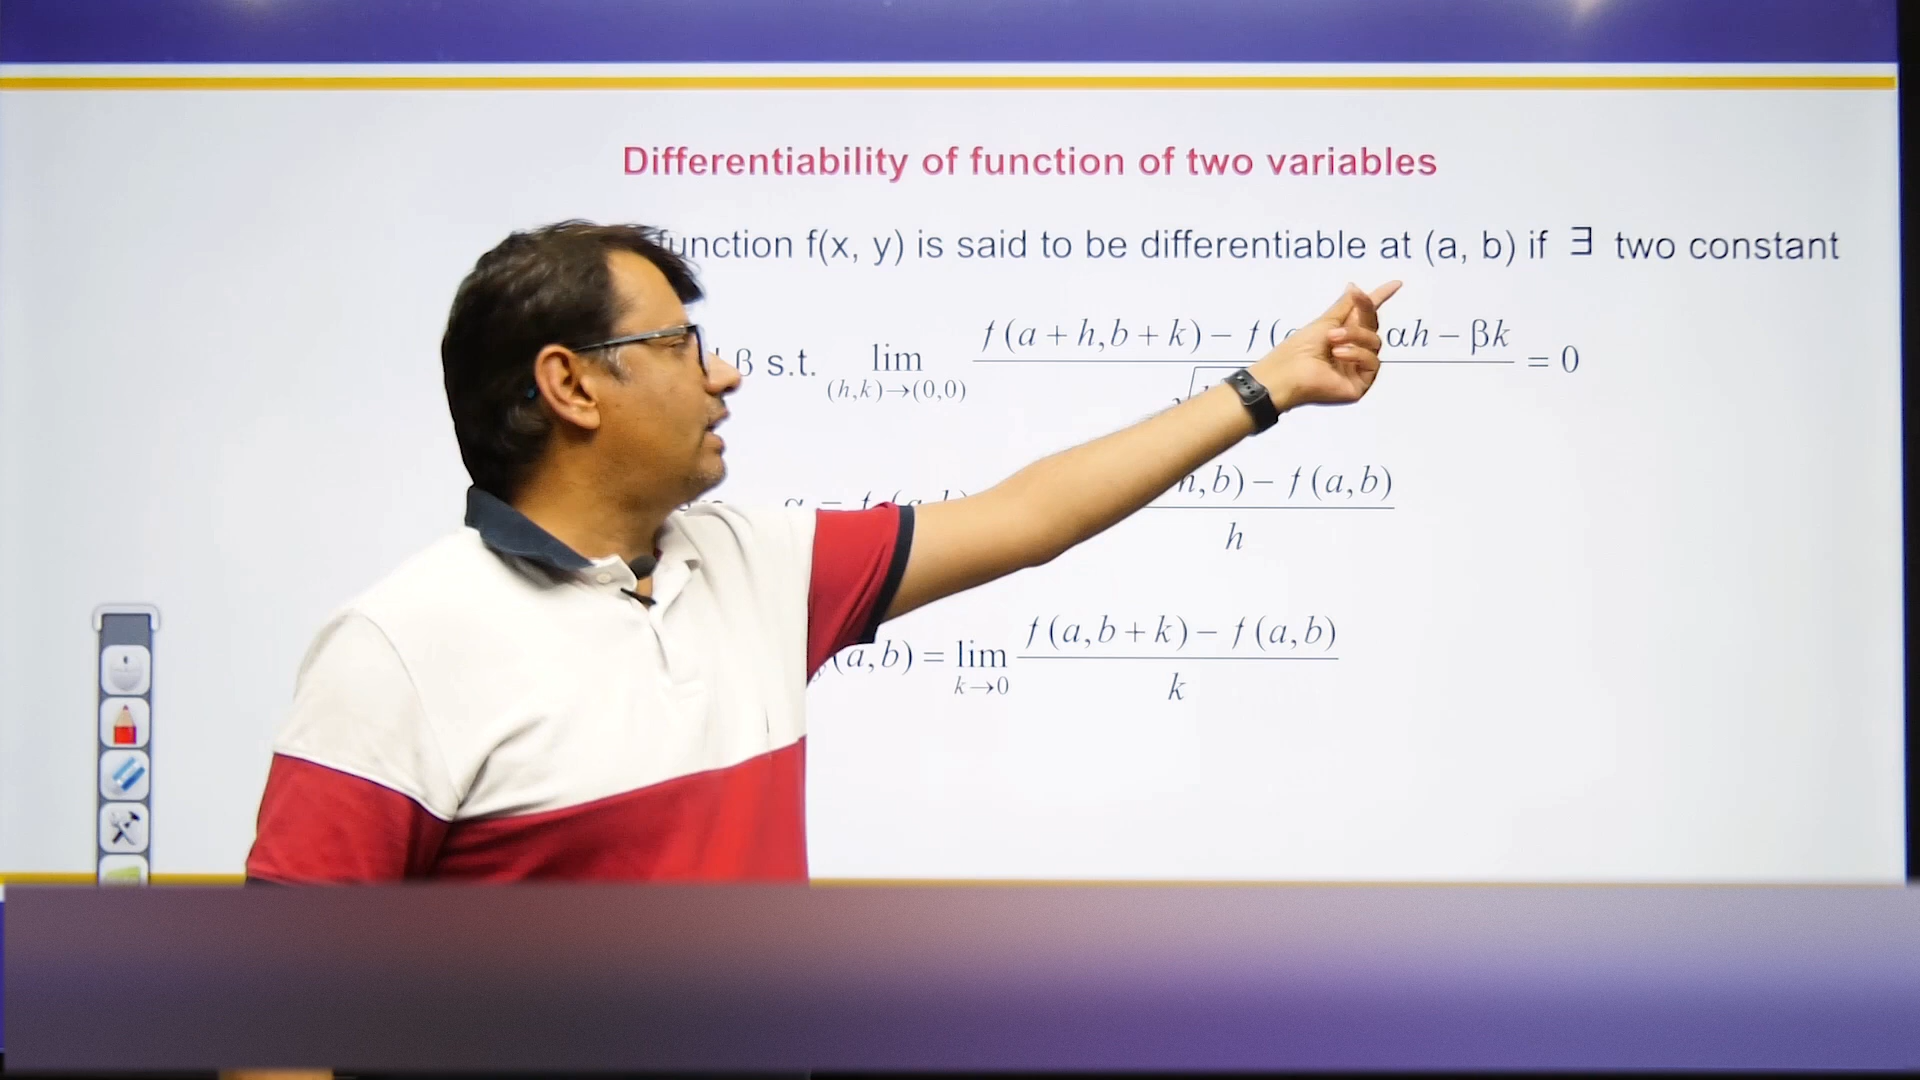 Differentiability of function of two variables
function f(x, y) is said to be differentiable at (a, b) if ∃ two constant
β s.t. lim (h,k)→(0,0) f(a+h,b+k) − f( αh − βk = 0
α = f (a,
,b) − f(a,b) / h
(a,b) = lim k→0 f(a,b+k) − f(a,b) / k